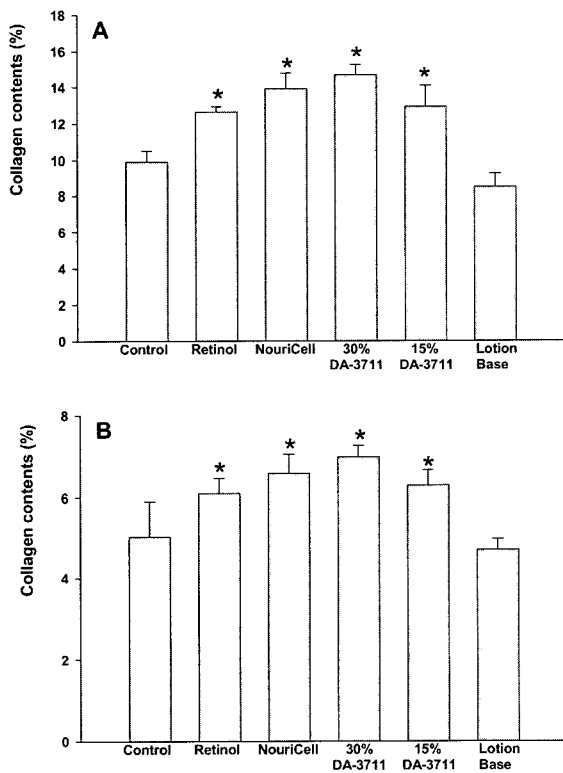 A
Collagen contents (%)
18
16
14
12
10
8
6
4
2
0
*
*
*
*
Control
Retinol
NouriCell
30%
DA-3711
15%
DA-3711
Lotion
Base
B
Collagen contents (%)
8
6
4
2
0
*
*
*
*
Control
Retinol
NouriCell
30%
DA-3711
15%
DA-3711
Lotion
Base